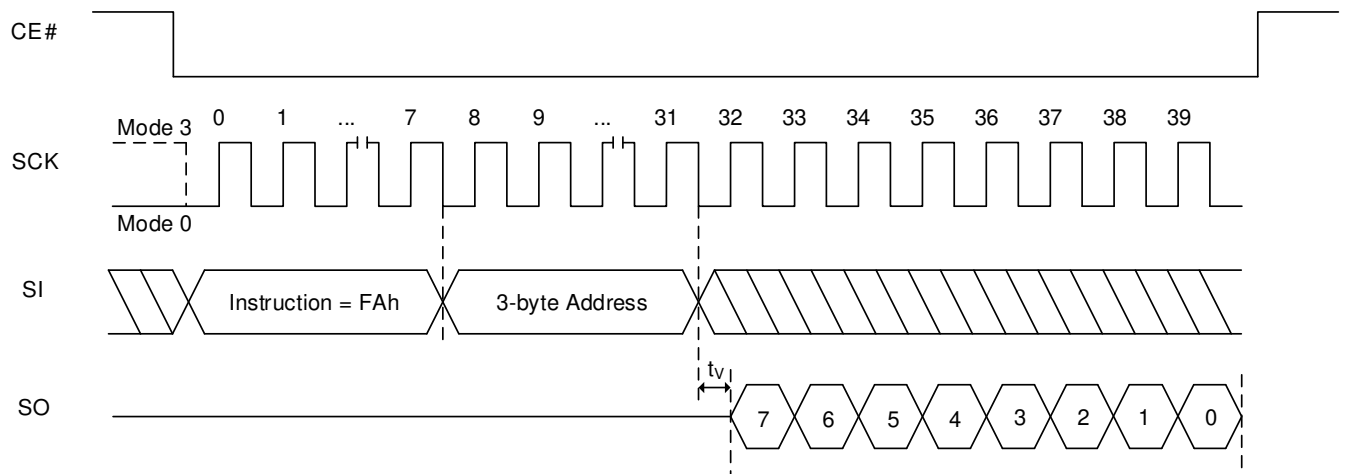 CE#
Mode 3
0 1 ... 7 8 9 ... 31 32 33 34 35 36 37 38 39
SCK
Mode 0
SI
Instruction = FAh
3-byte Address
tV
SO
7 6 5 4 3 2 1 0